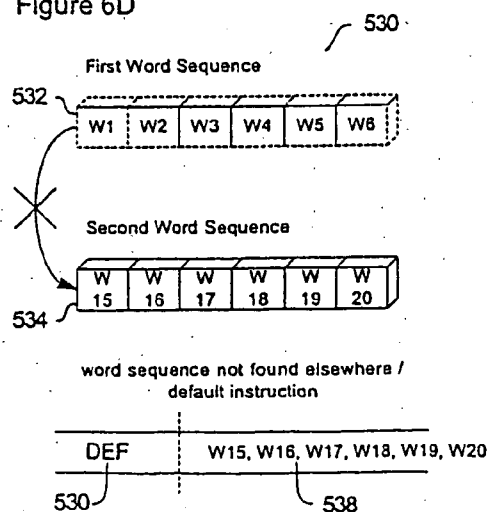 Figure 6D
530
First Word Sequence
532
W1 W2 W3 W4 W5 W6
Second Word Sequence
W 15 W 16 W 17 W 18 W 19 W 20
534
word sequence not found elsewhere /
default instruction
DEF W15, W16, W17, W18, W19, W20
530 538